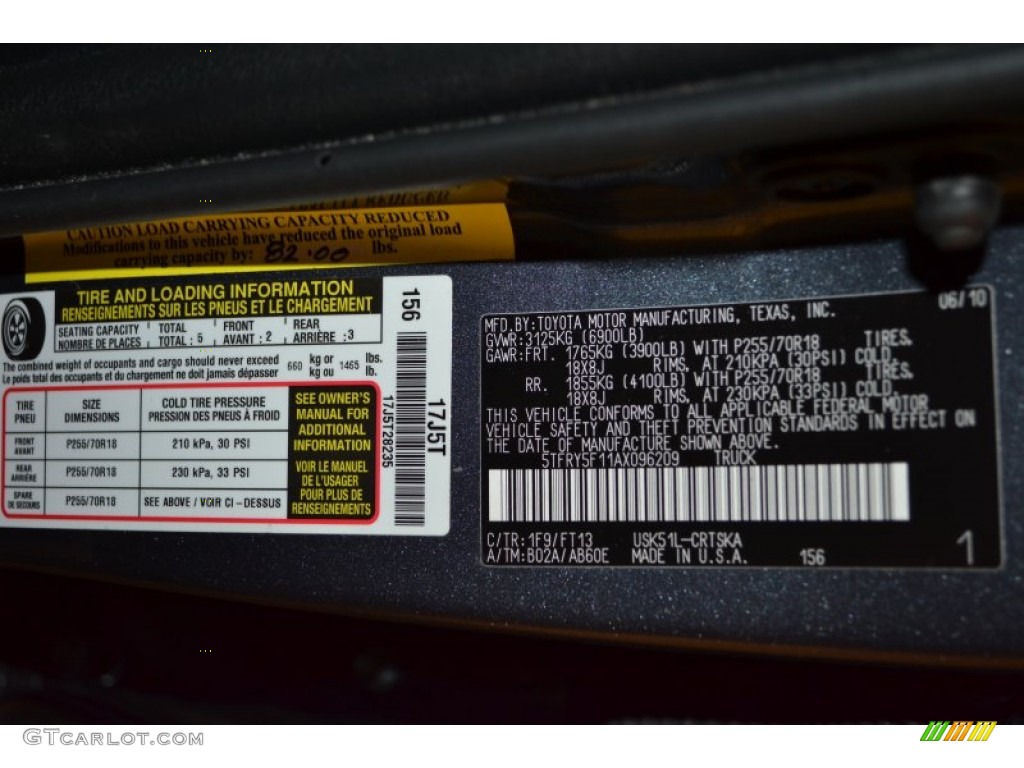 CAUTION LOAD CARRYING CAPACITY REDUCED
Modifications to this vehicle have reduced the original load
carrying capacity by: 82.00 lbs.
TIRE AND LOADING INFORMATION
RENSEIGNEMENTS SUR LES PNEUS ET LE CHARGEMENT
SEATING CAPACITY TOTAL FRONT REAR
NOMBRE DE PLACES TOTAL : 5 AVANT : 2 ARRIÈRE : 3
The combined weight of occupants and cargo should never exceed 660 kg or 1465 lbs.
Le poids total des occupants et du chargement ne doit jamais dépasser kg ou lb.
TIRE SIZE COLD TIRE PRESSURE
PNEU DIMENSIONS PRESSION DES PNEUS À FROID
FRONT AVANT P255/70R18 210 kPa, 30 PSI
REAR ARRIÈRE P255/70R18 230 kPa, 33 PSI
SPARE DE SECOURS P255/70R18 SEE ABOVE / VOIR CI-DESSUS
SEE OWNER'S
MANUAL FOR
ADDITIONAL
INFORMATION
VOIR LE MANUEL
DE L'USAGER
POUR PLUS DE
RENSEIGNEMENTS
156
17J5T
17J5T28235
06/10
MFD.BY:TOYOTA MOTOR MANUFACTURING, TEXAS, INC.
GVWR:3125KG (6900LB)
GAWR:FRT. 1765KG (3900LB) WITH P255/70R18 TIRES.
18X8J RIMS. AT 210KPA (30PSI) COLD.
RR. 1855KG (4100LB) WITH P255/70R18 TIRES.
18X8J RIMS. AT 230KPA (33PSI) COLD.
THIS VEHICLE CONFORMS TO ALL APPLICABLE FEDERAL MOTOR
VEHICLE SAFETY AND THEFT PREVENTION STANDARDS IN EFFECT ON
THE DATE OF MANUFACTURE SHOWN ABOVE.
5TFRY5F11AX096209 TRUCK
C/TR:1F9/FT13 USK51L-CRTSKA
A/TM:B02A/AB60E MADE IN U.S.A. 156 1
GTcarlot.com